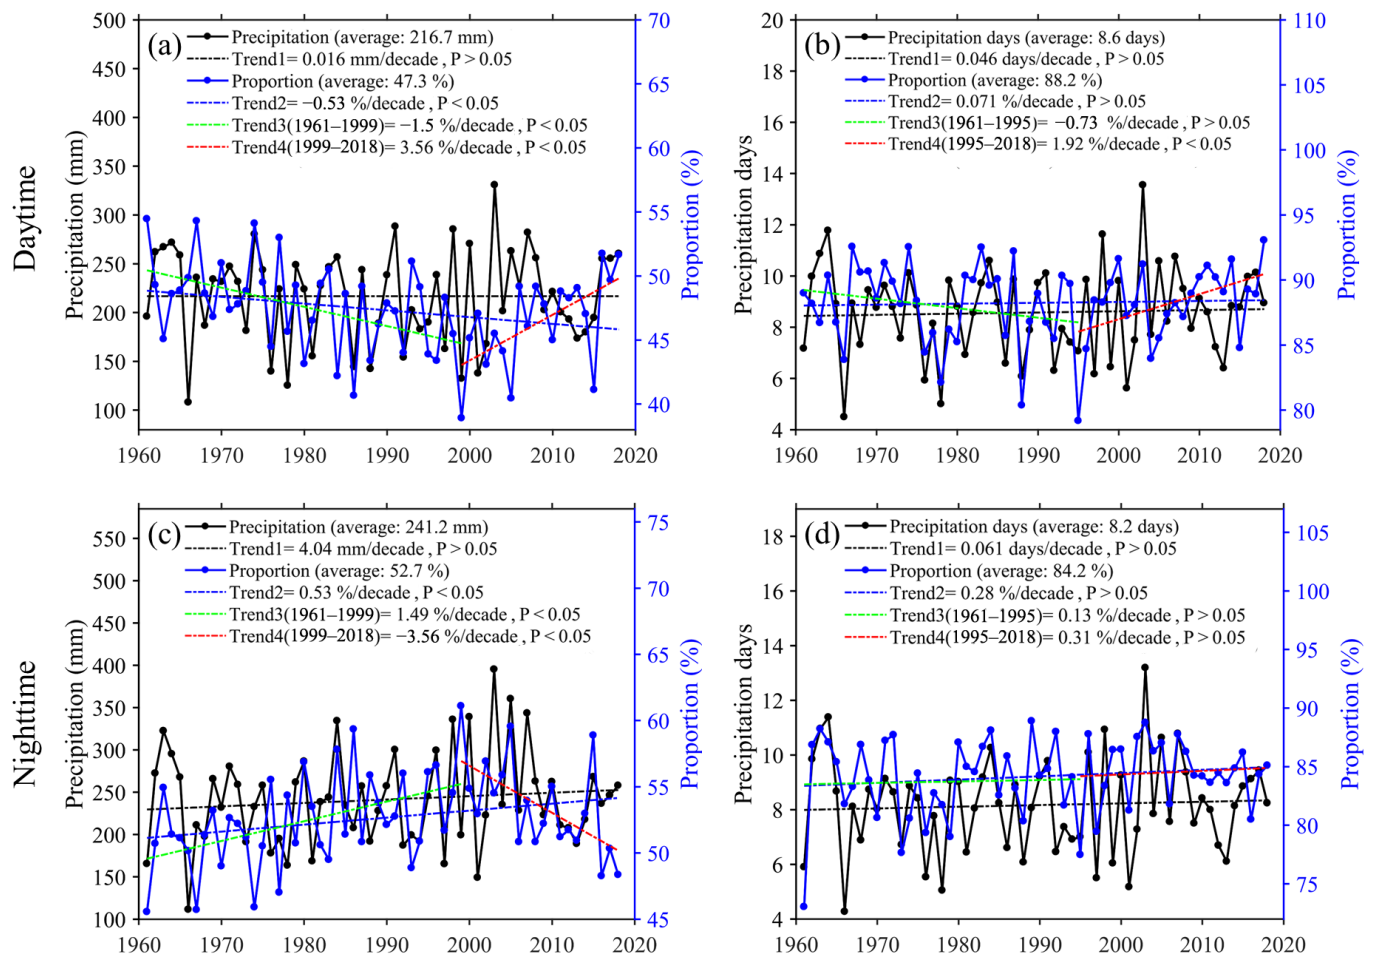 Daytime
(a)
Precipitation (average: 216.7 mm)
Trend1= 0.016 mm/decade , P > 0.05
Proportion (average: 47.3 %)
Trend2= −0.53 %/decade , P < 0.05
Trend3(1961–1999)= −1.5 %/decade , P < 0.05
Trend4(1999–2018)= 3.56 %/decade , P < 0.05
Precipitation (mm)
500
450
400
350
300
250
200
150
100
Proportion (%)
70
65
60
55
50
45
40
1960 1970 1980 1990 2000 2010 2020
(b)
Precipitation days (average: 8.6 days)
Trend1= 0.046 days/decade , P > 0.05
Proportion (average: 88.2 %)
Trend2= 0.071 %/decade , P > 0.05
Trend3(1961–1995)= −0.73 %/decade , P > 0.05
Trend4(1995–2018)= 1.92 %/decade , P < 0.05
Precipitation days
20
18
16
14
12
10
8
6
4
Proportion (%)
110
105
100
95
90
85
80
1960 1970 1980 1990 2000 2010 2020
Nighttime
(c)
Precipitation (average: 241.2 mm)
Trend1= 4.04 mm/decade , P > 0.05
Proportion (average: 52.7 %)
Trend2= 0.53 %/decade , P < 0.05
Trend3(1961–1999)= 1.49 %/decade , P < 0.05
Trend4(1999–2018)= −3.56 %/decade , P < 0.05
Precipitation (mm)
550
500
450
400
350
300
250
200
150
100
Proportion (%)
75
70
65
60
55
50
45
1960 1970 1980 1990 2000 2010 2020
(d)
Precipitation days (average: 8.2 days)
Trend1= 0.061 days/decade , P > 0.05
Proportion (average: 84.2 %)
Trend2= 0.28 %/decade , P > 0.05
Trend3(1961–1995)= 0.13 %/decade , P > 0.05
Trend4(1995–2018)= 0.31 %/decade , P > 0.05
Precipitation days
18
16
14
12
10
8
6
4
Proportion (%)
105
100
95
90
85
80
75
1960 1970 1980 1990 2000 2010 2020